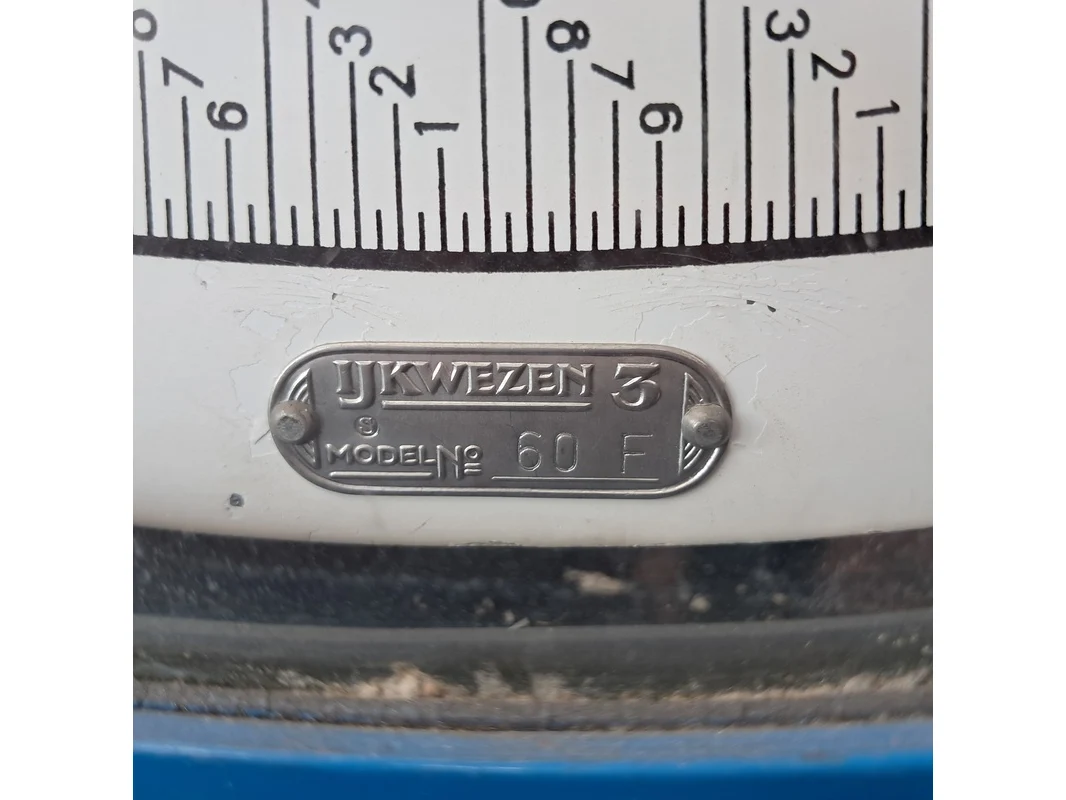 8 7 6 3 2 1 8 7 6 3 2 1
IJKWEZEN 3
S
MODEL No 60 F